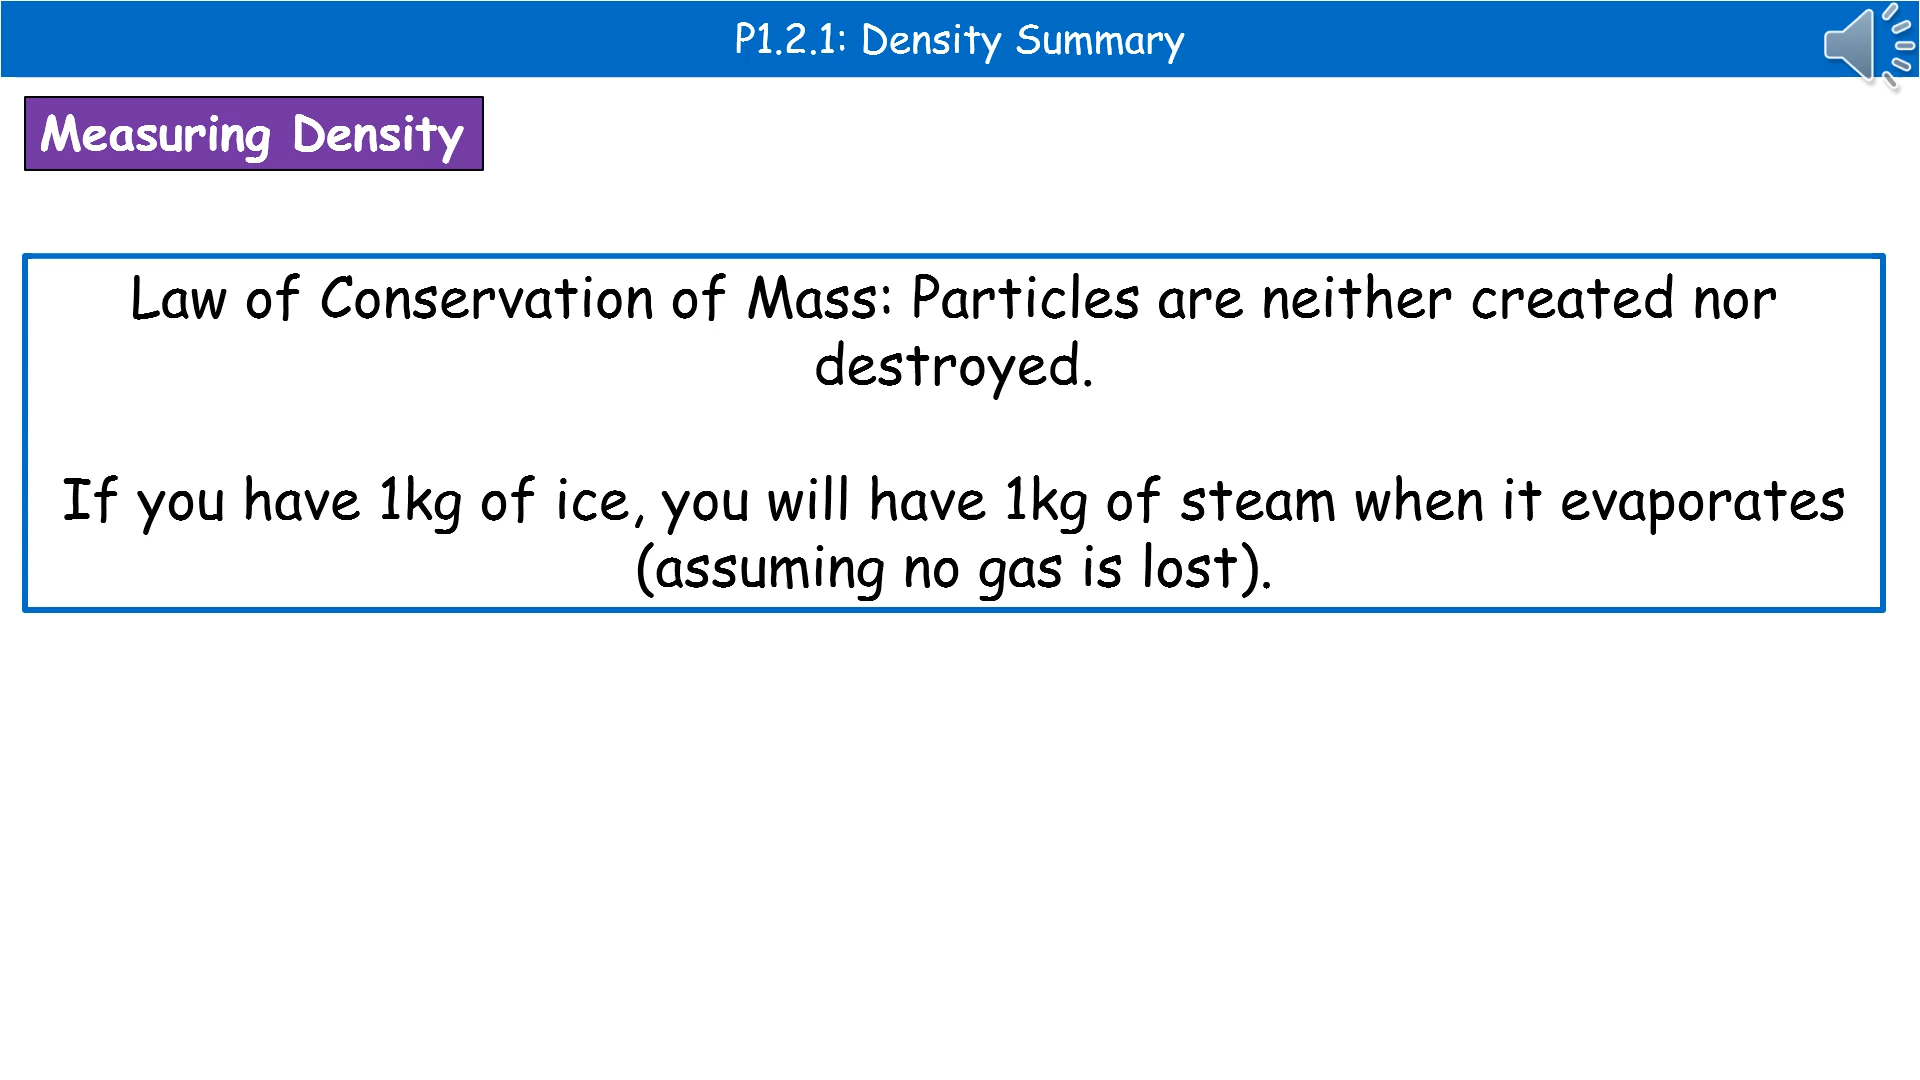 P1.2.1: Density Summary
Measuring Density
Law of Conservation of Mass: Particles are neither created nor
destroyed.
If you have 1kg of ice, you will have 1kg of steam when it evaporates
(assuming no gas is lost).